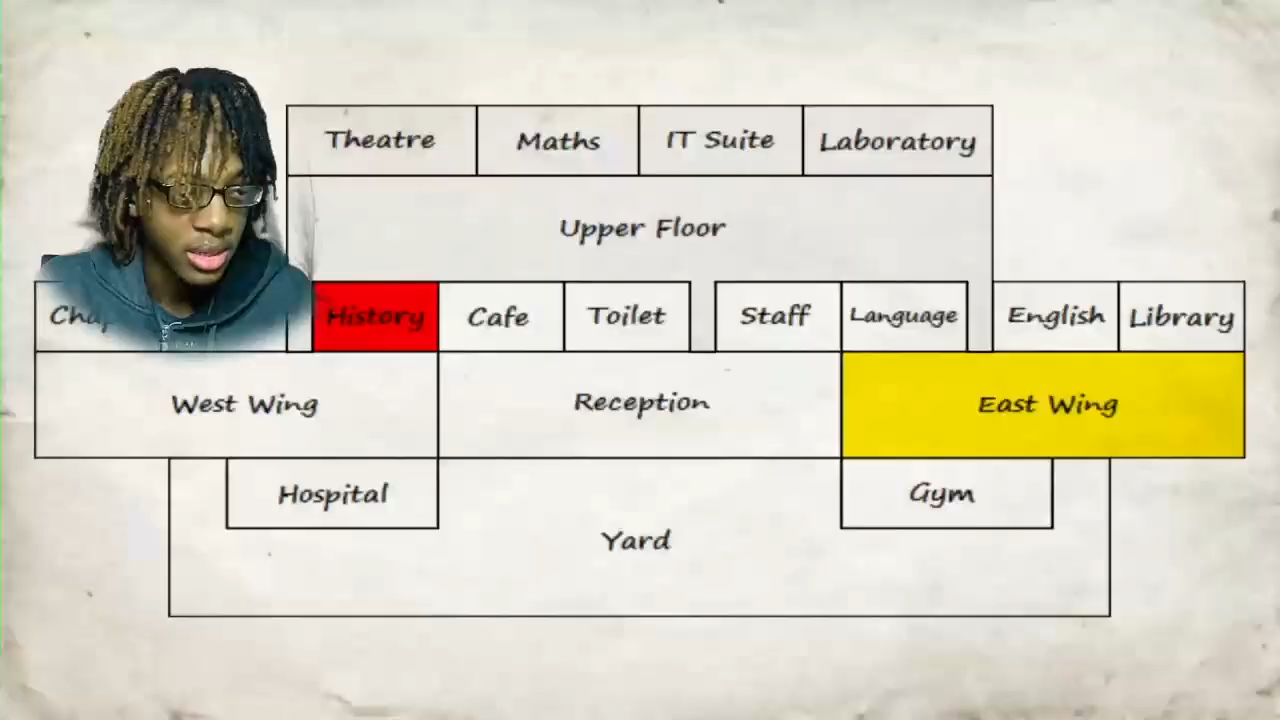 Theatre
Maths
IT Suite
Laboratory
Upper Floor
History
Cafe
Toilet
Staff
Language
English
Library
West Wing
Reception
East Wing
Hospital
Gym
Yard